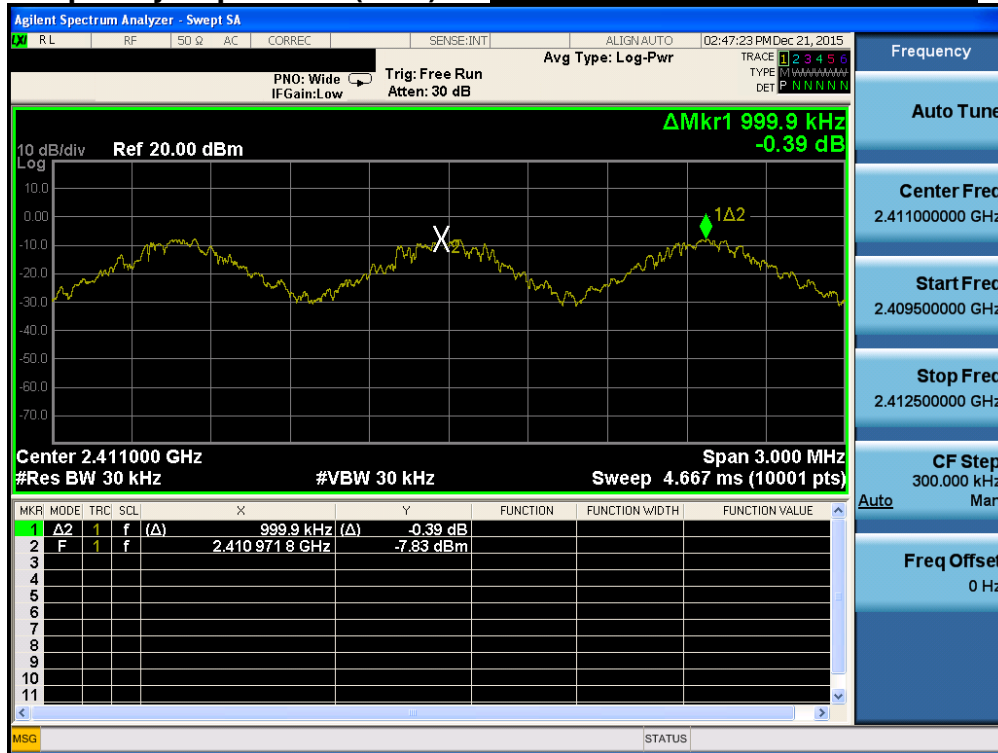 Agilent Spectrum Analyzer - Swept SA
LXI RL RF 50 Ω AC CORREC SENSE:INT ALIGN AUTO 02:47:23 PM Dec 21, 2015
Frequency
PNO: Wide
IFGain:Low
Trig: Free Run
Atten: 30 dB
Avg Type: Log-Pwr
TRACE 1 2 3 4 5 6
TYPE M
DET P N N N N N
ΔMkr1 999.9 kHz
-0.39 dB
10 dB/div
Log
Ref 20.00 dBm
10.0
0.00
-10.0
-20.0
-30.0
-40.0
-50.0
-60.0
-70.0
1Δ2
X2
Center 2.411000 GHz
Span 3.000 MHz
#Res BW 30 kHz
#VBW 30 kHz
Sweep 4.667 ms (10001 pts)
MKR MODE TRC SCL X Y FUNCTION FUNCTION WIDTH FUNCTION VALUE
1 Δ2 1 f (Δ) 999.9 kHz (Δ) -0.39 dB
2 F 1 f 2.410 971 8 GHz -7.83 dBm
3
4
5
6
7
8
9
10
11
MSG
STATUS
Auto Tune
Center Freq
2.411000000 GHz
Start Freq
2.409500000 GHz
Stop Freq
2.412500000 GHz
CF Step
300.000 kHz
Auto Man
Freq Offset
0 Hz